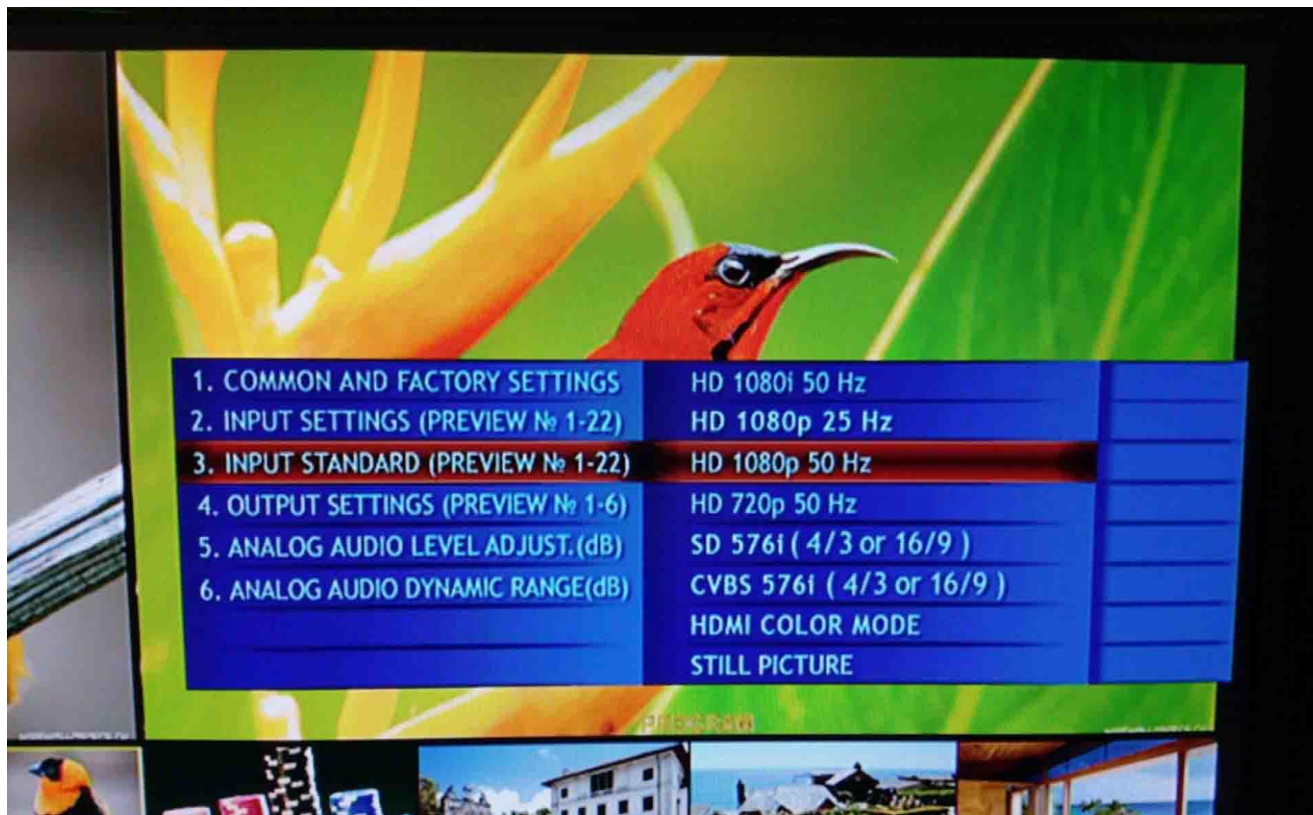 1. COMMON AND FACTORY SETTINGS
2. INPUT SETTINGS (PREVIEW № 1-22)
3. INPUT STANDARD (PREVIEW № 1-22)
4. OUTPUT SETTINGS (PREVIEW № 1-6)
5. ANALOG AUDIO LEVEL ADJUST.(dB)
6. ANALOG AUDIO DYNAMIC RANGE(dB)
HD 1080i 50 Hz
HD 1080p 25 Hz
HD 1080p 50 Hz
HD 720p 50 Hz
SD 576i ( 4/3 or 16/9 )
CVBS 576i ( 4/3 or 16/9 )
HDMI COLOR MODE
STILL PICTURE
PROGRAM